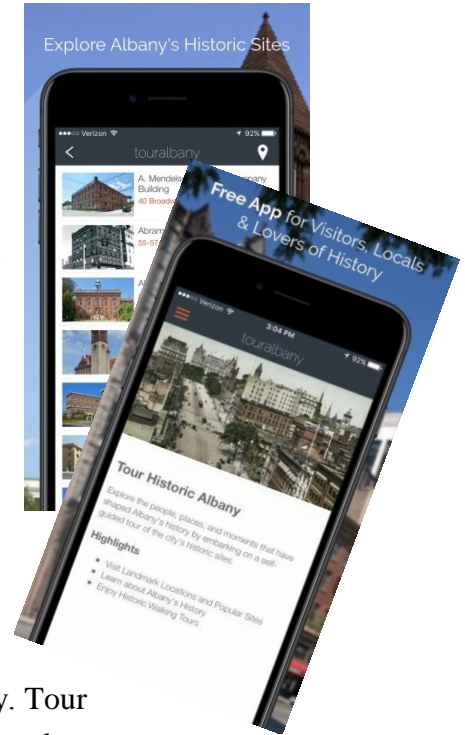 Explore Albany's Historic Sites
Verizon
92%
touralbany
A. Mendels
Building
40 Broadw
Abram
55-57
Free App for Visitors, Locals
& Lovers of History
Verizon
3:04 PM
92%
touralbany
Tour Historic Albany
Explore the people, places, and moments that have
shaped Albany's history by embarking on a self-
guided tour of the city's historic sites.
Highlights
• Visit Landmark Locations and Popular Sites
• Learn about Albany's History
• Enjoy Historic Walking Tours
y. Tour